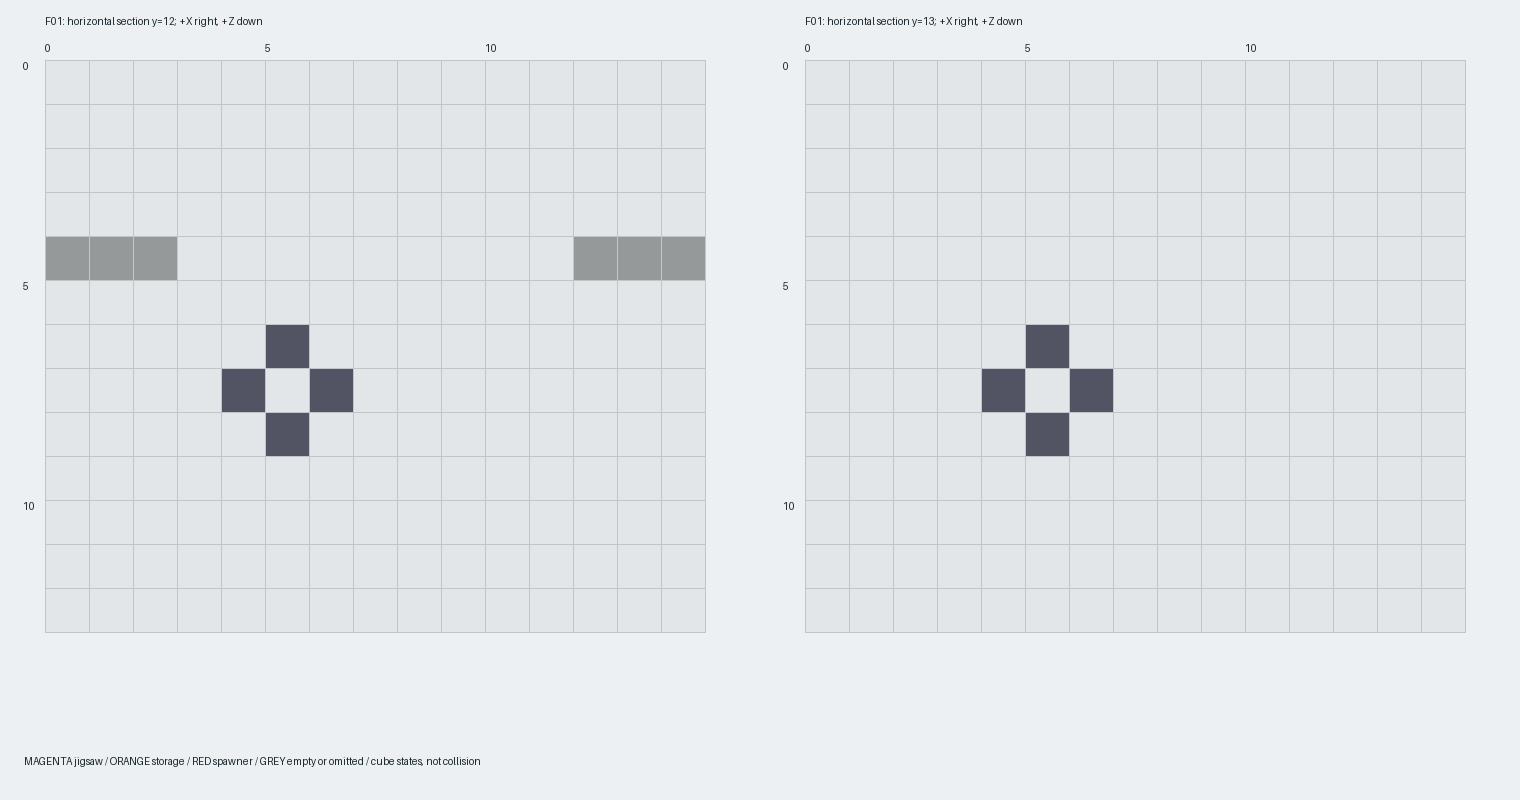 F01: horizontal section y=12; +X right, +Z down
F01: horizontal section y=13; +X right, +Z down
0 5 10
0 5 10
0
0
5
5
10
10
MAGENTA jigsaw / ORANGE storage / RED spawner / GREY empty or omitted / cube states, not collision